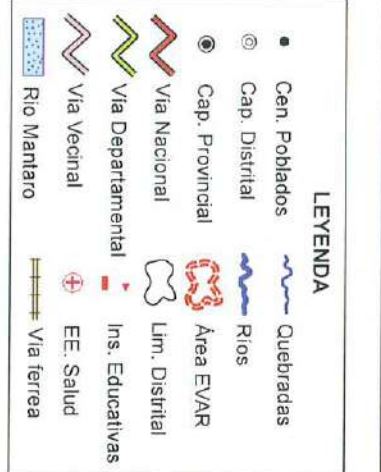 LEYENDA
Cen. Poblados
Cap. Distrital
Cap. Provincial
Vía Nacional
Vía Departamental
Vía Vecinal
Rio Mantaro
Quebradas
Ríos
Área EVAR
Lim. Distrital
Ins. Educativas
EE. Salud
Vía ferrea